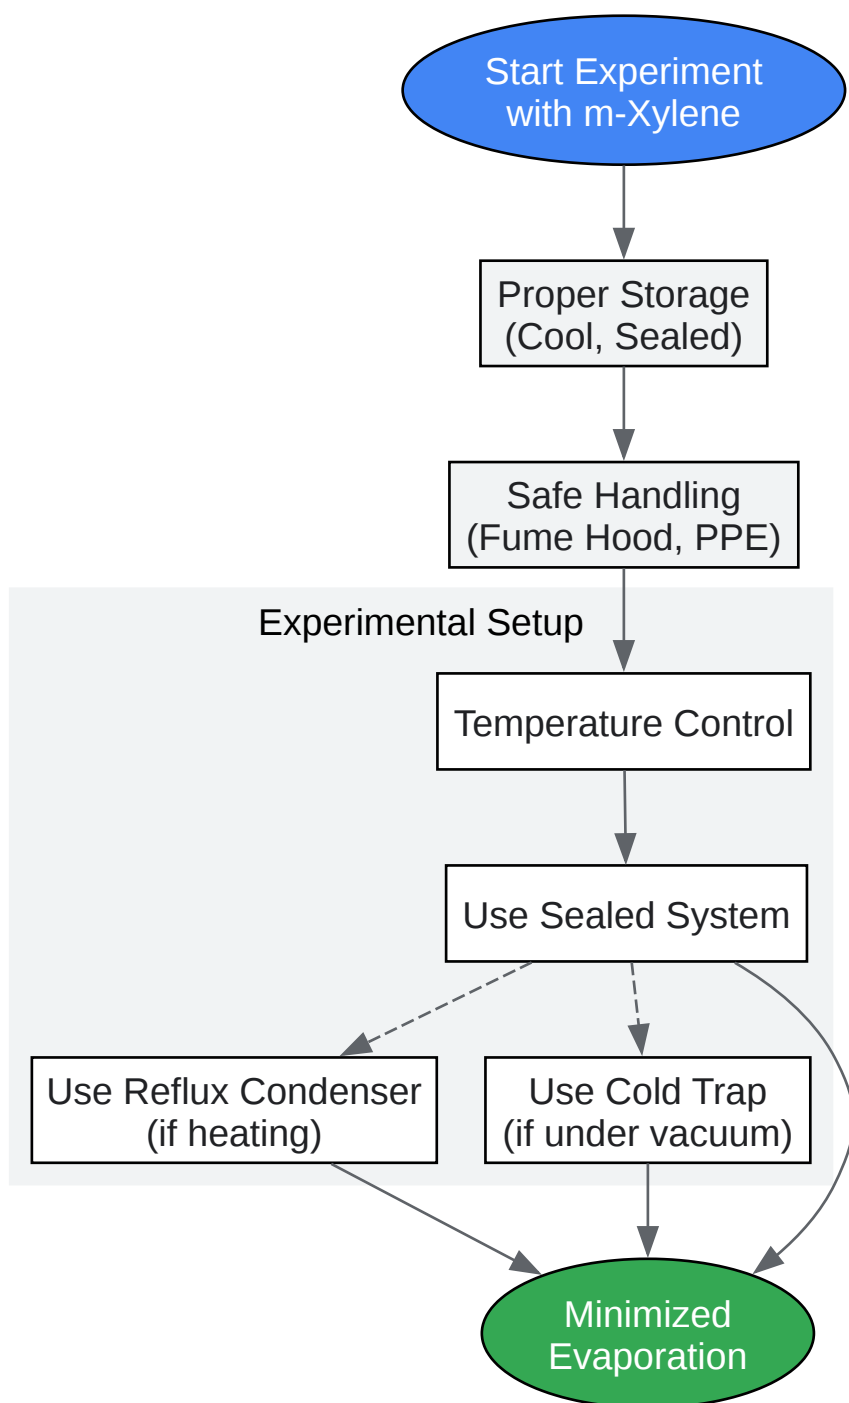 Start Experiment
with m-Xylene
Proper Storage
(Cool, Sealed)
Safe Handling
(Fume Hood, PPE)
Experimental Setup
Temperature Control
Use Sealed System
Use Reflux Condenser
(if heating)
Use Cold Trap
(if under vacuum)
Minimized
Evaporation